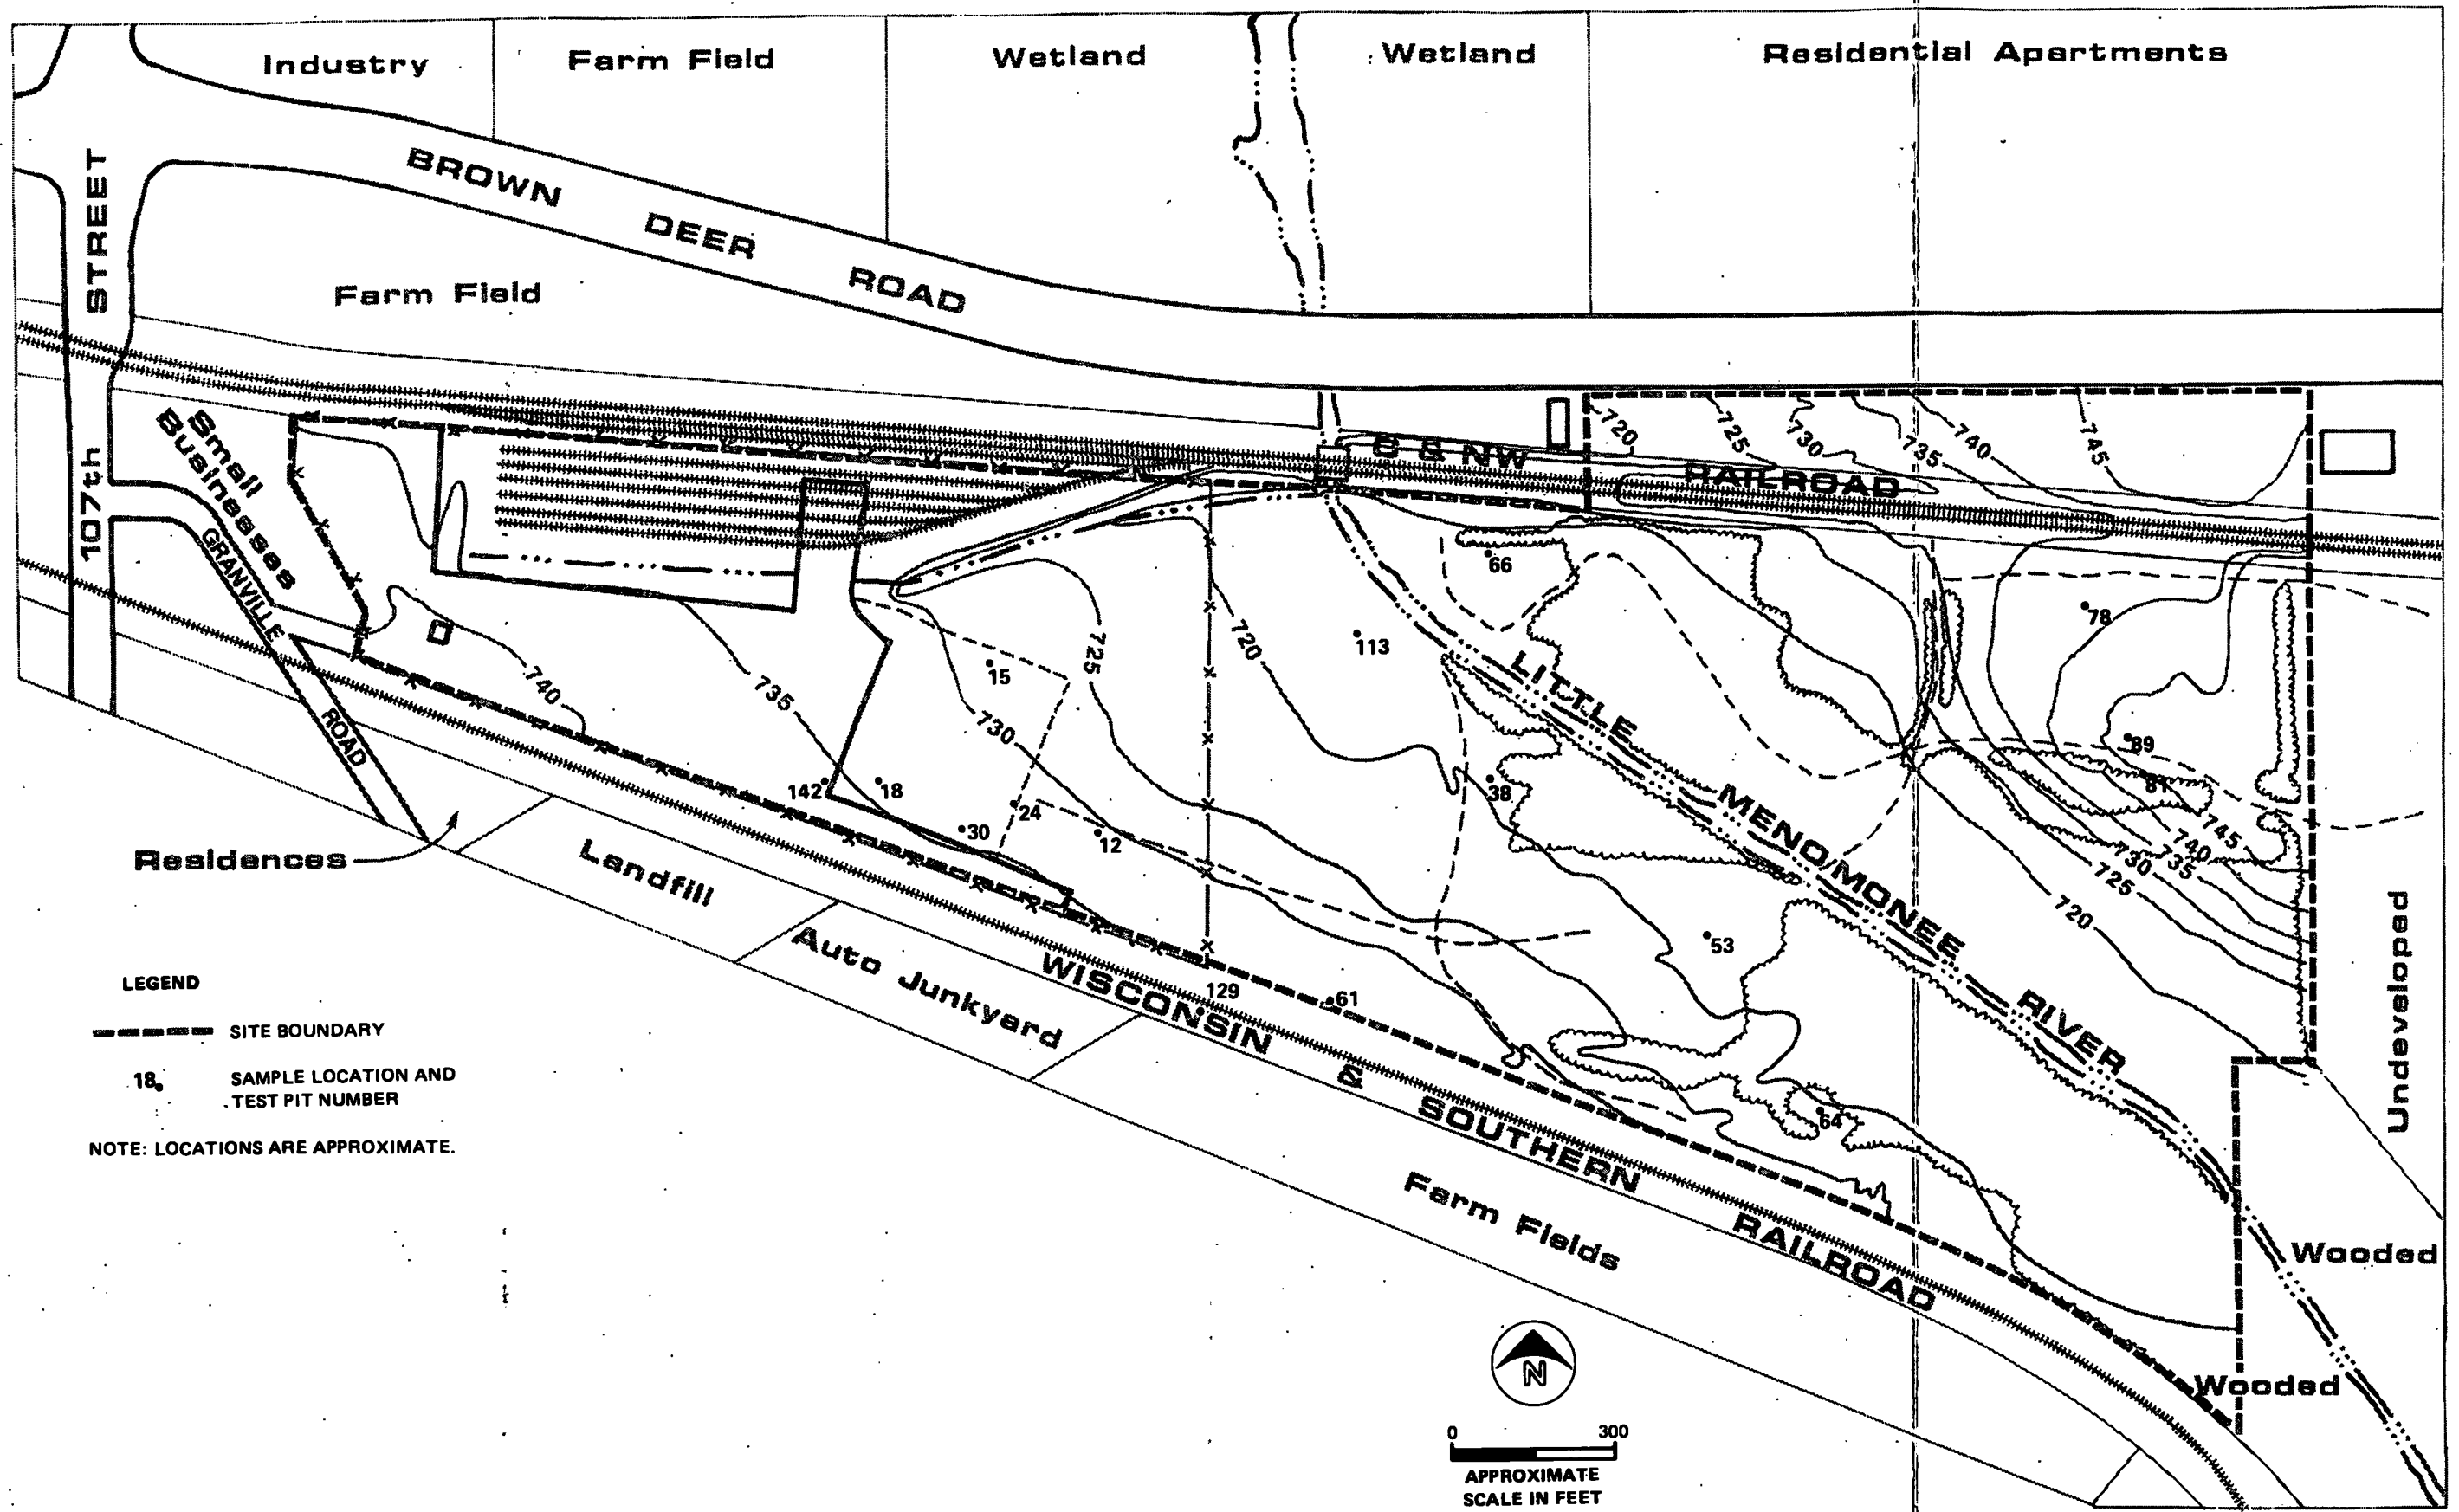 Industry
Farm Field
Wetland
Wetland
Residential Apartments
BROWN DEER ROAD
107th STREET
Farm Field
Small
Businesses
GRANVILLE ROAD
C & NW RAILROAD
720
725
730
735
740
745
66
113
78
15
725
720
740
735
730
LITTLE MENOMONEE RIVER
89
81
142
18
24
30
12
38
53
745
740
735
730
725
720
Residences
Landfill
Auto Junkyard
WISCONSIN & SOUTHERN RAILROAD
129
61
64
Undeveloped
Farm Fields
Wooded
Wooded
LEGEND
SITE BOUNDARY
18 SAMPLE LOCATION AND
TEST PIT NUMBER
NOTE: LOCATIONS ARE APPROXIMATE.
N
0 300
APPROXIMATE
SCALE IN FEET